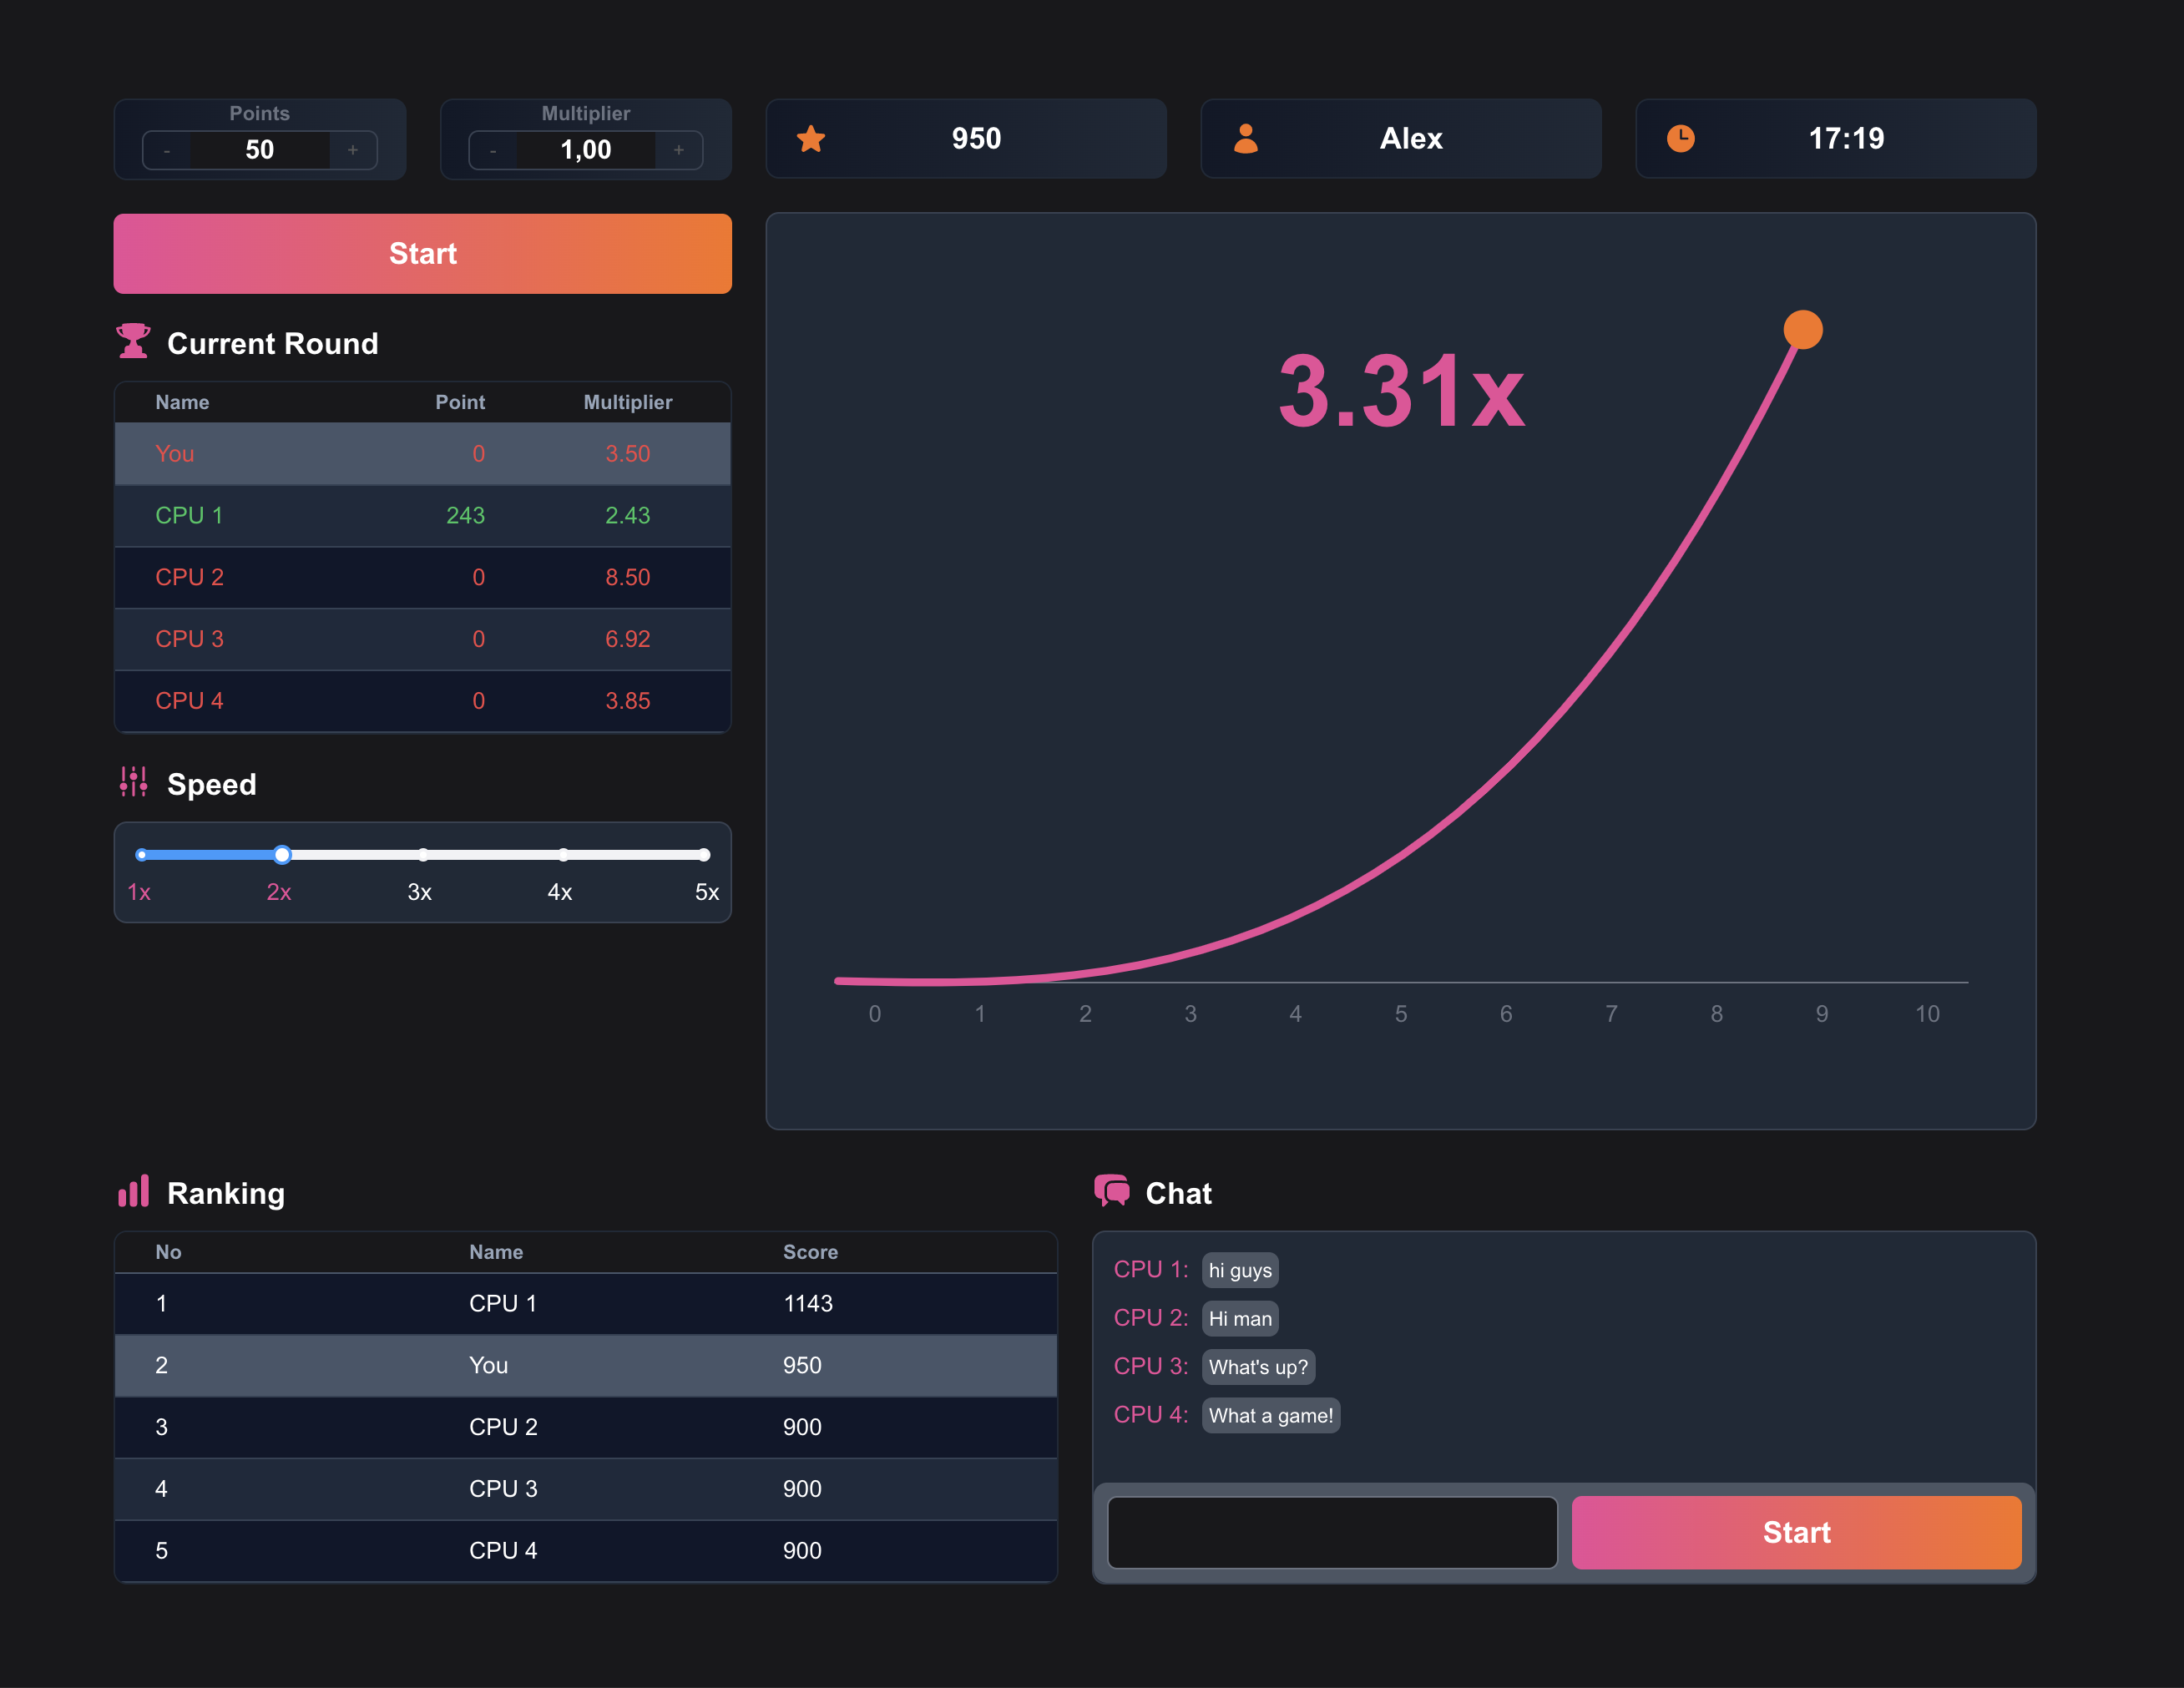 Points
- 50 +
Multiplier
- 1,00 +
950
Alex
17:19
Start
Current Round
Name Point Multiplier
You 0 3.50
CPU 1 243 2.43
CPU 2 0 8.50
CPU 3 0 6.92
CPU 4 0 3.85
Speed
1x 2x 3x 4x 5x
3.31x
0 1 2 3 4 5 6 7 8 9 10
Ranking
No Name Score
1 CPU 1 1143
2 You 950
3 CPU 2 900
4 CPU 3 900
5 CPU 4 900
Chat
CPU 1: hi guys
CPU 2: Hi man
CPU 3: What's up?
CPU 4: What a game!
Start